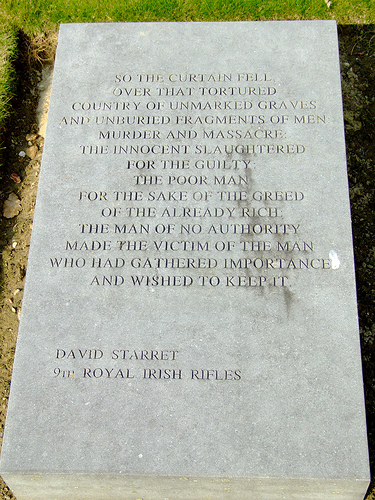 SO THE CURTAIN FELL,
OVER THAT TORTURED
COUNTRY OF UNMARKED GRAVES
AND UNBURIED FRAGMENTS OF MEN:
MURDER AND MASSACRE:
THE INNOCENT SLAUGHTERED
FOR THE GUILTY:
THE POOR MAN
FOR THE SAKE OF THE GREED
OF THE ALREADY RICH:
THE MAN OF NO AUTHORITY
MADE THE VICTIM OF THE MAN
WHO HAD GATHERED IMPORTANCE
AND WISHED TO KEEP IT.
DAVID STARRET
9TH ROYAL IRISH RIFLES